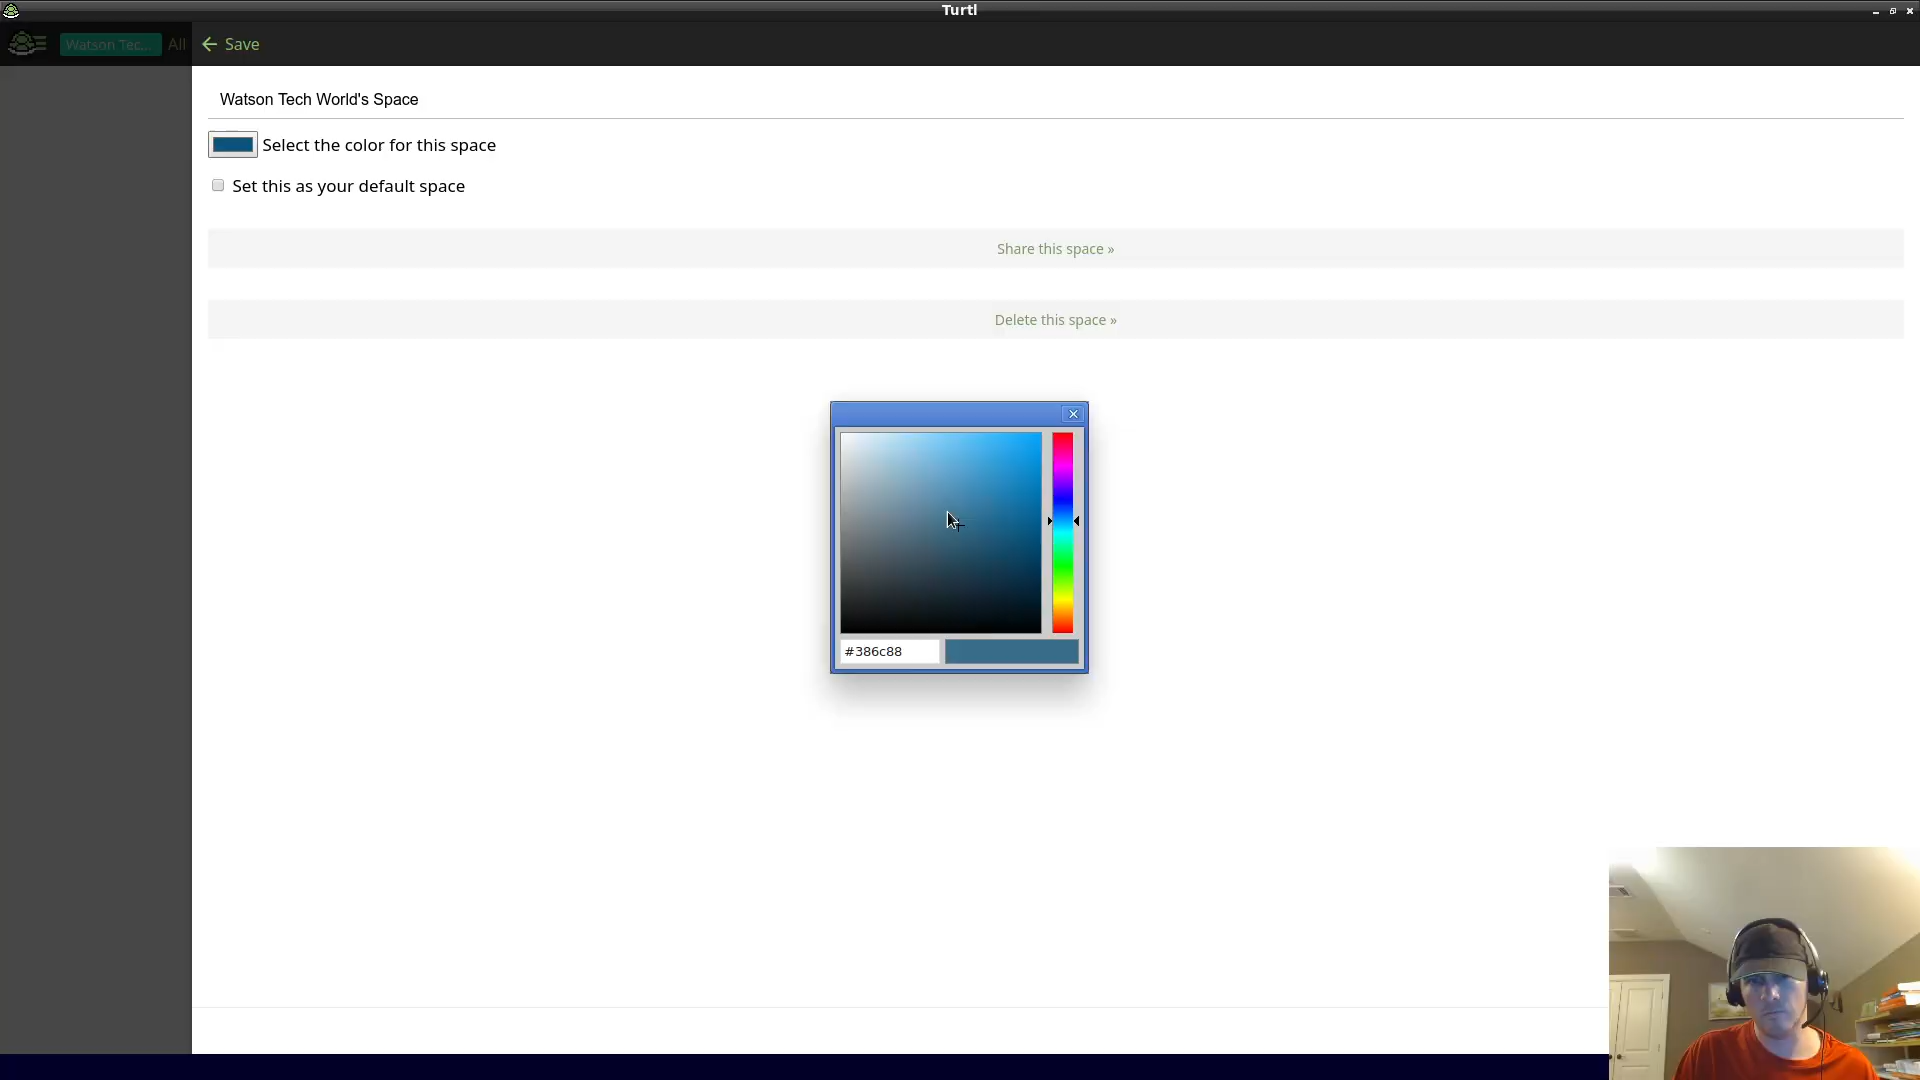 Turtl
Watson Tec... All ← Save
Watson Tech World's Space
Select the color for this space
Set this as your default space
Share this space »
Delete this space »
#386c88